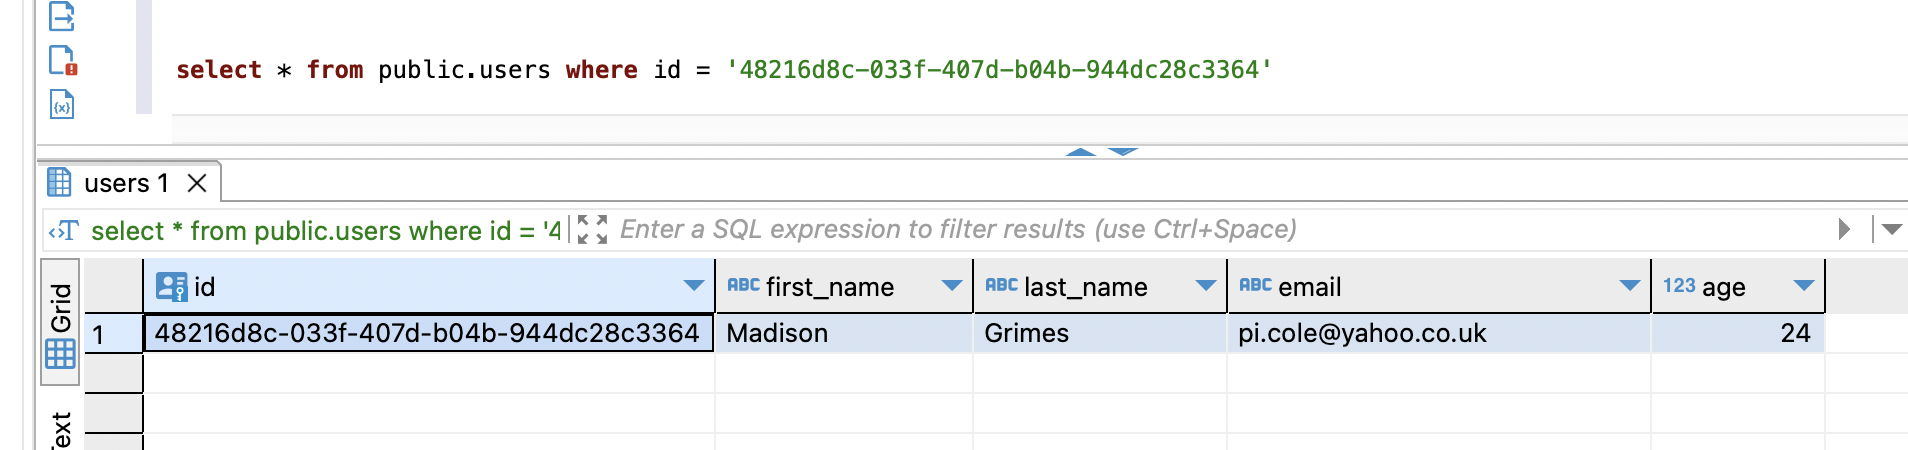 select * from public.users where id = '48216d8c-033f-407d-b04b-944dc28c3364'
users 1
select * from public.users where id = '4
Enter a SQL expression to filter results (use Ctrl+Space)
Grid
id
ABC first_name
ABC last_name
ABC email
123 age
1
48216d8c-033f-407d-b04b-944dc28c3364
Madison
Grimes
pi.cole@yahoo.co.uk
24